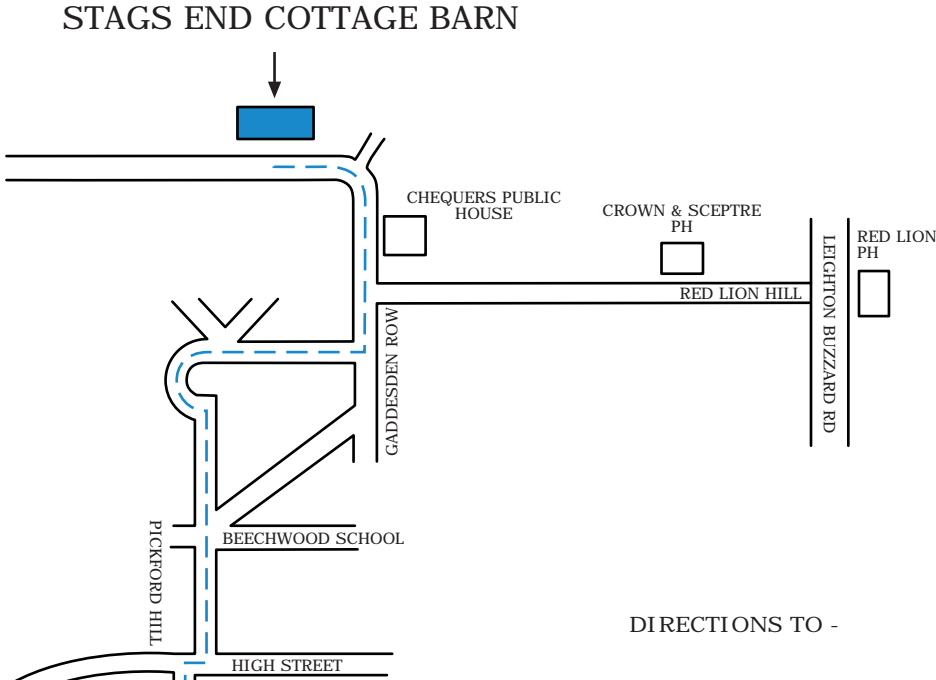 STAGS END COTTAGE BARN
CHEQUERS PUBLIC
HOUSE
CROWN & SCEPTRE
PH
RED LION
PH
LEIGHTON BUZZARD RD
RED LION HILL
GADDESDEN ROW
PICKFORD HILL
BEECHWOOD SCHOOL
DIRECTIONS TO -
HIGH STREET